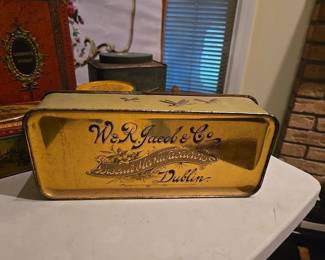 W. & R. Jacob & Co
Biscuit Manufacturers
Dublin.